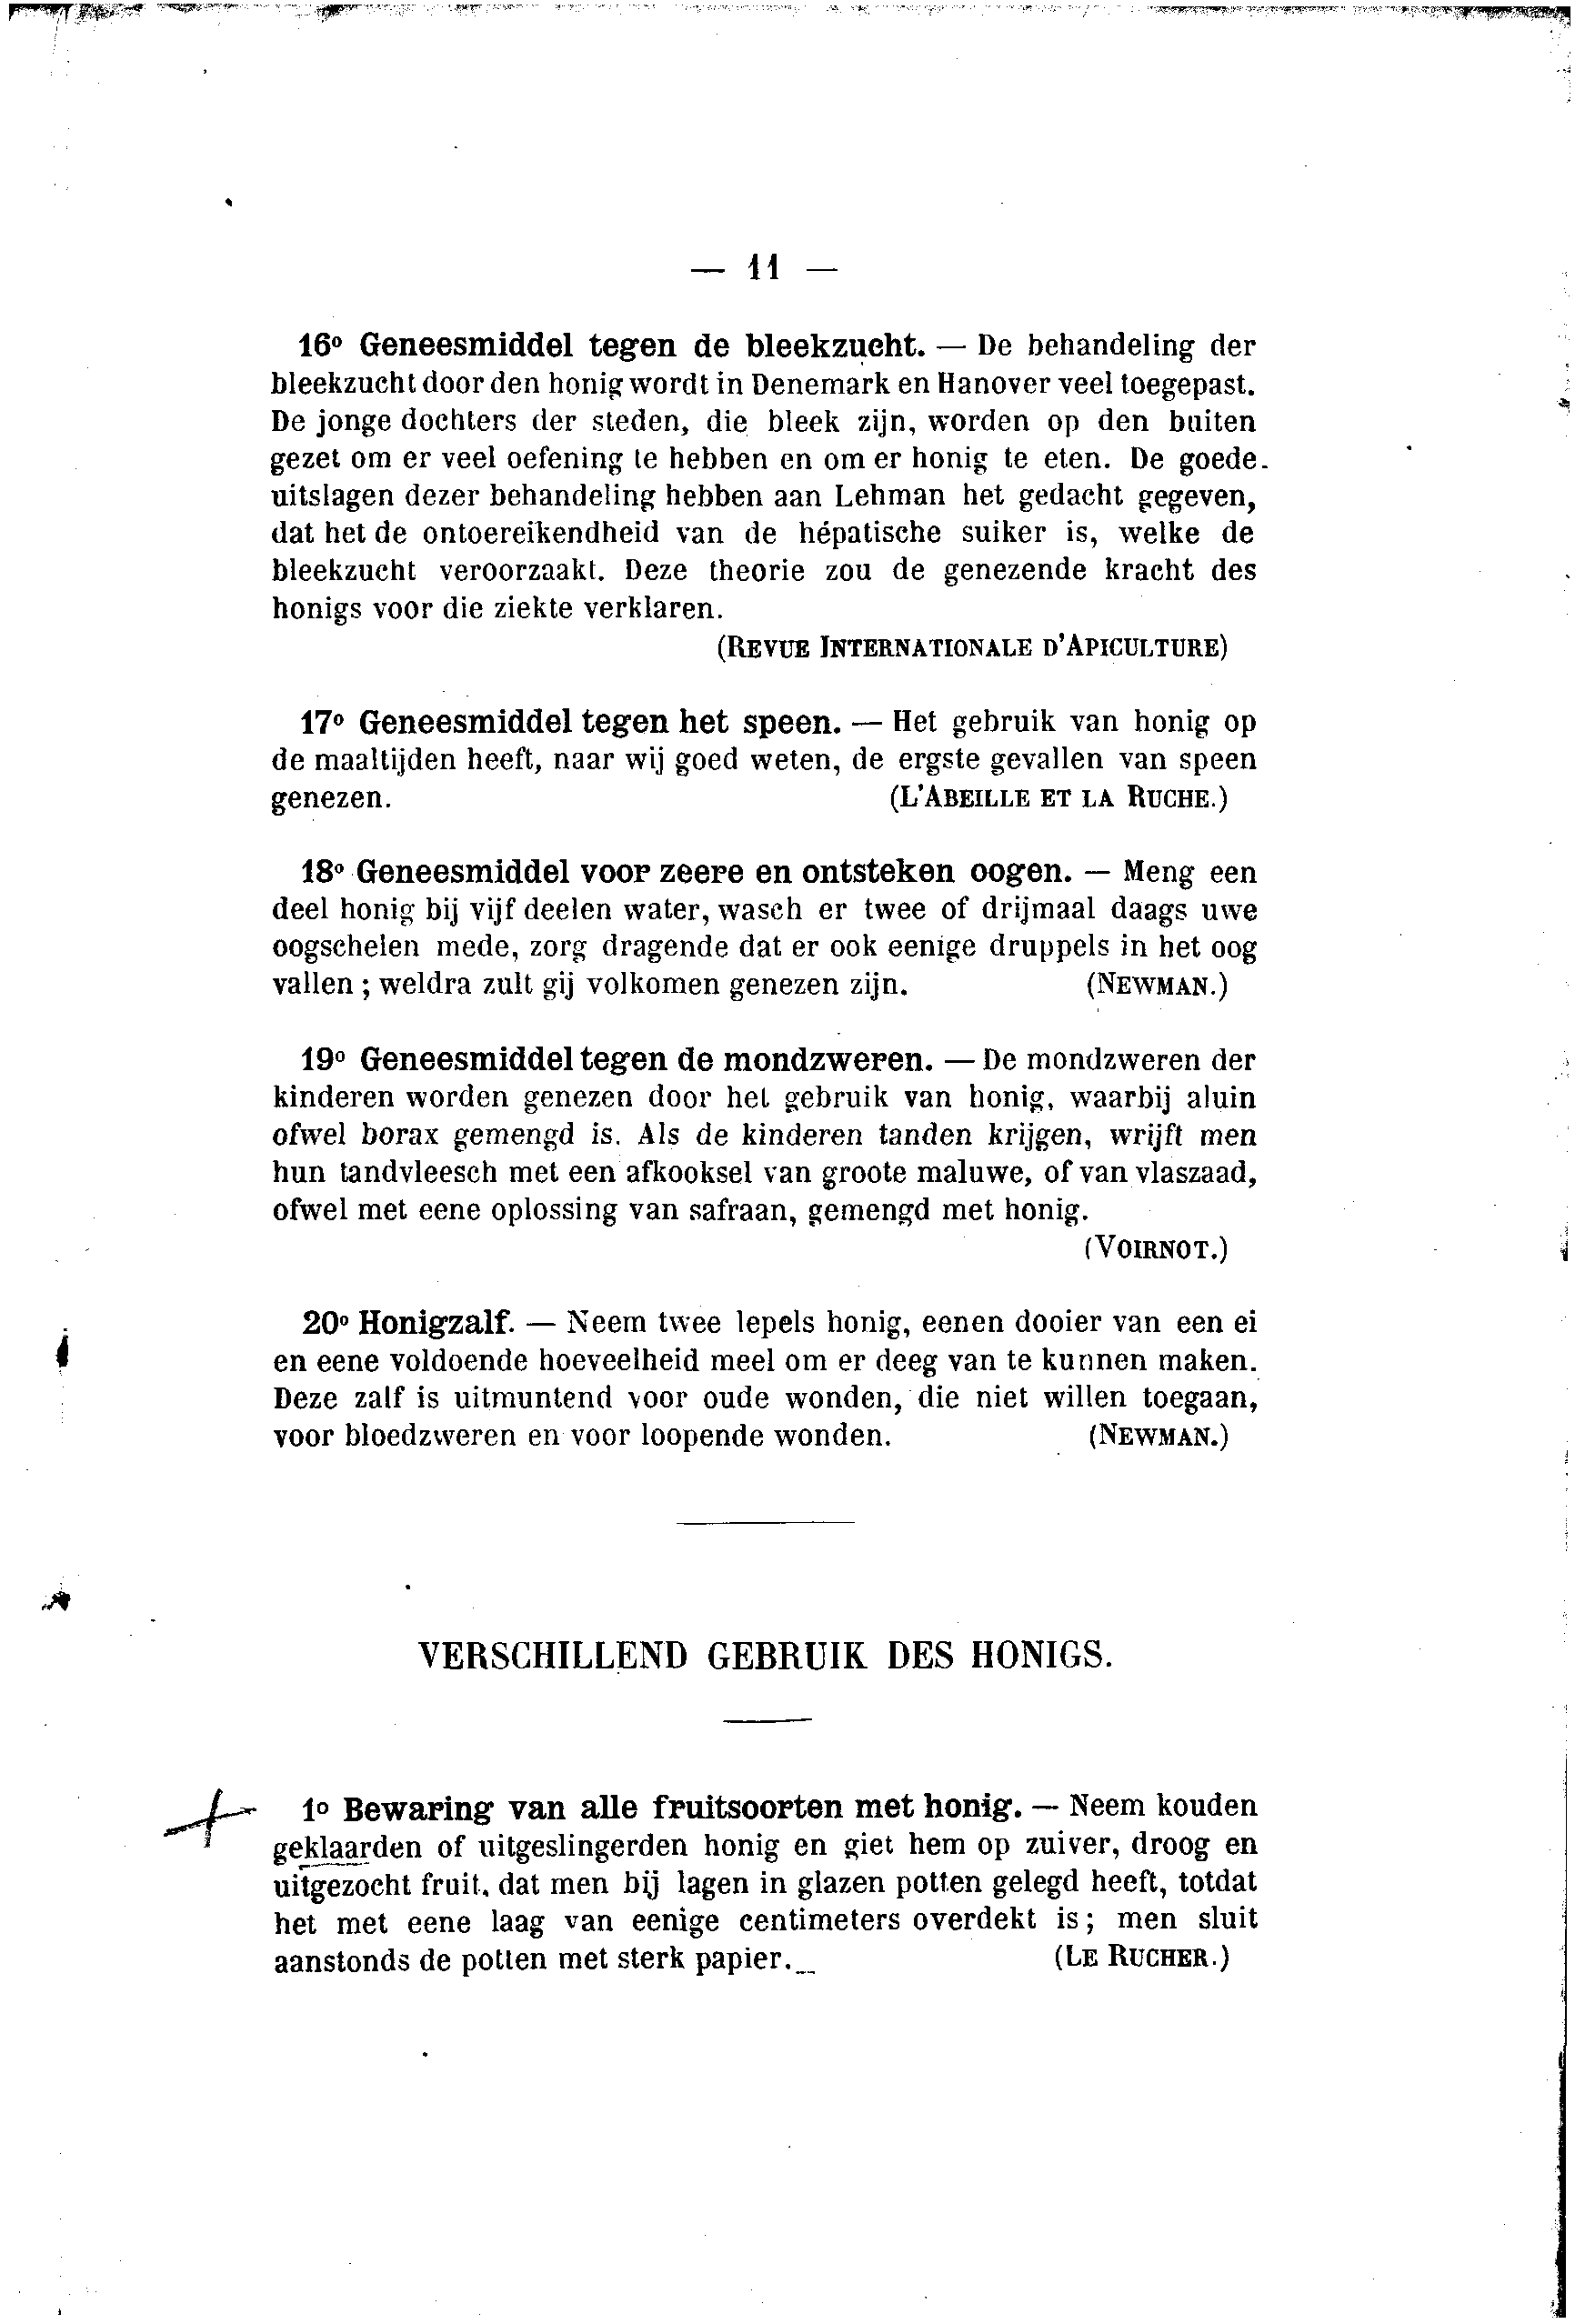 — 11 —
16º Geneesmiddel tegen de bleekzucht. — De behandeling der
bleekzucht door den honig wordt in Denemark en Hanover veel toegepast.
De jonge dochters der steden, die bleek zijn, worden op den buiten
gezet om er veel oefening te hebben en om er honig te eten. De goede
uitslagen dezer behandeling hebben aan Lehman het gedacht gegeven,
dat het de ontoereikendheid van de hépatische suiker is, welke de
bleekzucht veroorzaakt. Deze theorie zou de genezende kracht des
honigs voor die ziekte verklaren.
(REVUE INTERNATIONALE D'APICULTURE)
17º Geneesmiddel tegen het speen. — Het gebruik van honig op
de maaltijden heeft, naar wij goed weten, de ergste gevallen van speen
genezen. (L'ABEILLE ET LA RUCHE.)
18º Geneesmiddel voor zeere en ontsteken oogen. — Meng een
deel honig bij vijf deelen water, wasch er twee of drijmaal daags uwe
oogschelen mede, zorg dragende dat er ook eenige druppels in het oog
vallen ; weldra zult gij volkomen genezen zijn. (NEWMAN.)
19º Geneesmiddel tegen de mondzweren. — De mondzweren der
kinderen worden genezen door het gebruik van honig, waarbij aluin
ofwel borax gemengd is. Als de kinderen tanden krijgen, wrijft men
hun tandvleesch met een afkooksel van groote maluwe, of van vlaszaad,
ofwel met eene oplossing van safraan, gemengd met honig.
(VOIRNOT.)
20º Honigzalf. — Neem twee lepels honig, eenen dooier van een ei
en eene voldoende hoeveelheid meel om er deeg van te kunnen maken.
Deze zalf is uitmuntend voor oude wonden, die niet willen toegaan,
voor bloedzweren en voor loopende wonden. (NEWMAN.)
VERSCHILLEND GEBRUIK DES HONIGS.
1º Bewaring van alle fruitsoorten met honig. — Neem kouden
geklaarden of uitgeslingerden honig en giet hem op zuiver, droog en
uitgezocht fruit, dat men bij lagen in glazen potten gelegd heeft, totdat
het met eene laag van eenige centimeters overdekt is ; men sluit
aanstonds de potten met sterk papier. (LE RUCHER.)